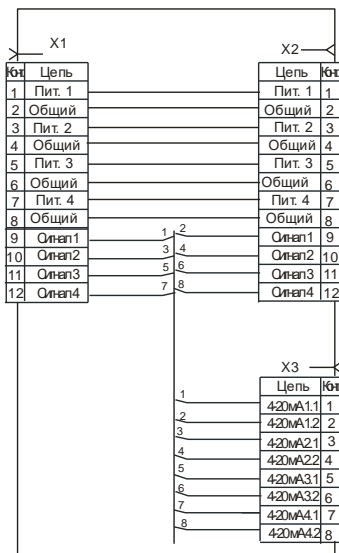 X1
Кон Цепь
1 Пит. 1
2 Общий
3 Пит. 2
4 Общий
5 Пит. 3
6 Общий
7 Пит. 4
8 Общий
9 Сигнал1
10 Сигнал2
11 Сигнал3
12 Сигнал4
1 2
3 4
5 6
7 8
X2
Цепь Кон
Пит. 1 1
Общий 2
Пит. 2 3
Общий 4
Пит. 3 5
Общий 6
Пит. 4 7
Общий 8
Сигнал1 9
Сигнал2 10
Сигнал3 11
Сигнал4 12
X3
Цепь Кон
1 4-20мА1.1 1
2 4-20мА1.2 2
3 4-20мА2.1 3
4 4-20мА2.2 4
5 4-20мА3.1 5
6 4-20мА3.2 6
7 4-20мА4.1 7
8 4-20мА4.2 8